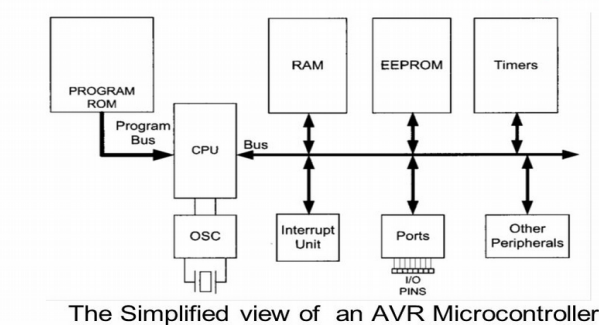 PROGRAM
ROM
RAM
EEPROM
Timers
Program
Bus
CPU
Bus
OSC
Interrupt
Unit
Ports
Other
Peripherals
I/O
PINS
The Simplified view of an AVR Microcontroller